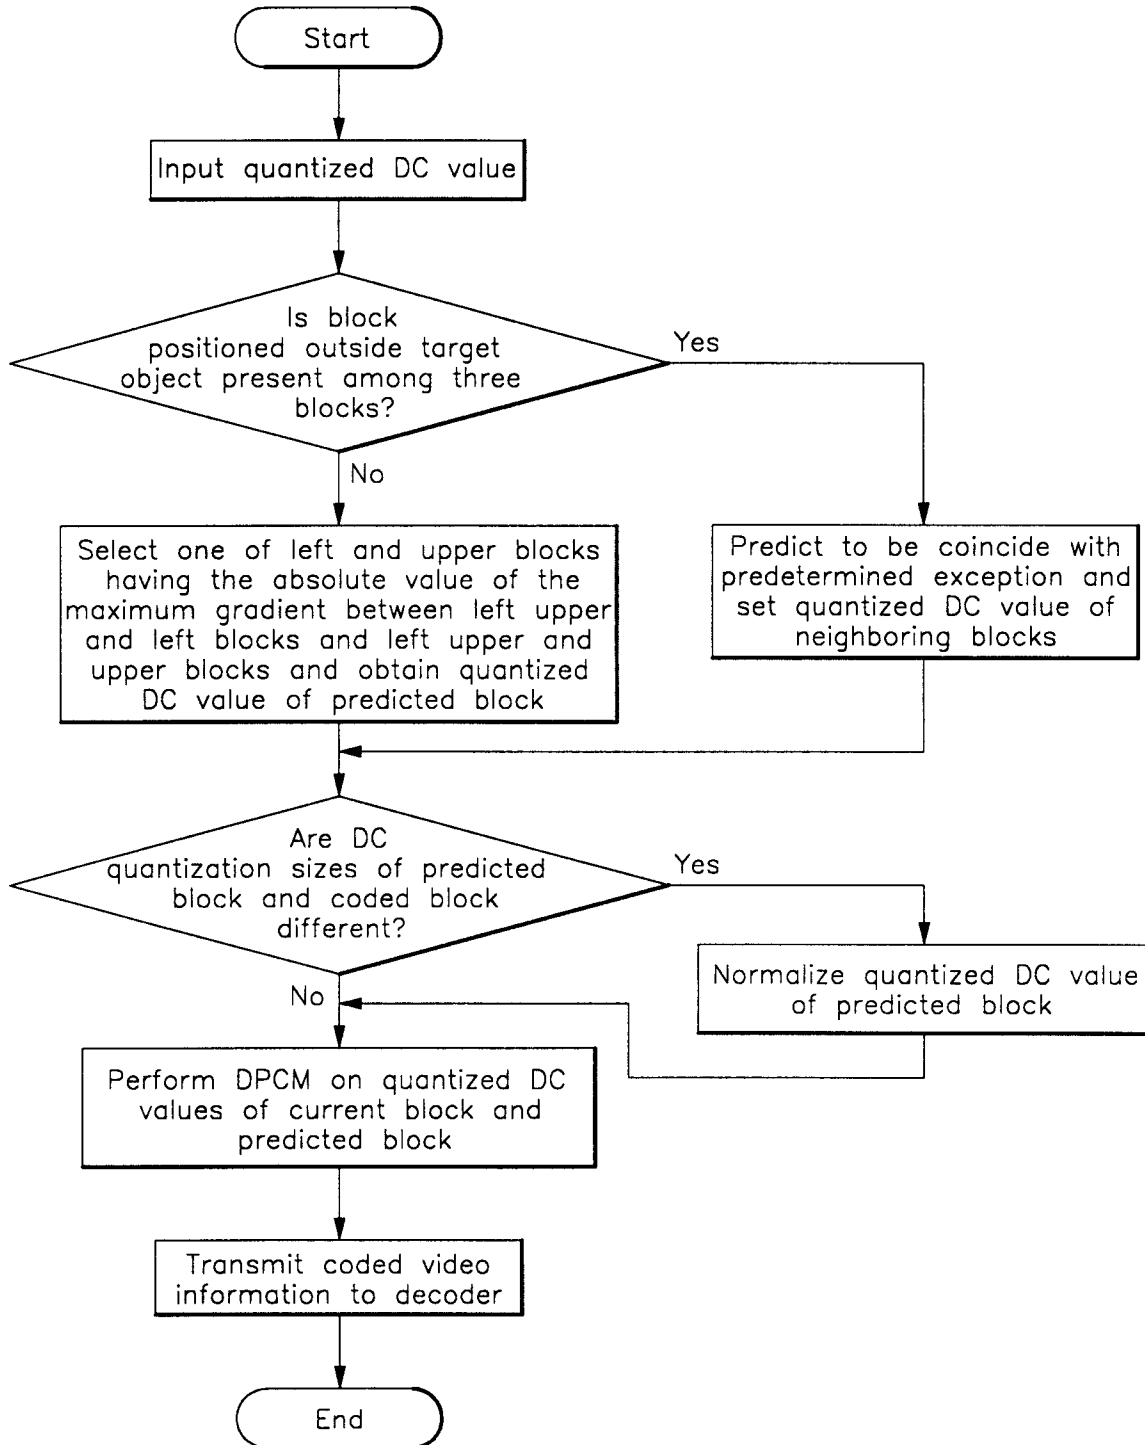 Start
Input quantized DC value
Is block
positioned outside target
object present among three
blocks?
Yes
No
Select one of left and upper blocks
having the absolute value of the
maximum gradient between left upper
and left blocks and left upper and
upper blocks and obtain quantized
DC value of predicted block
Predict to be coincide with
predetermined exception and
set quantized DC value of
neighboring blocks
Are DC
quantization sizes of predicted
block and coded block
different?
Yes
No
Normalize quantized DC value
of predicted block
Perform DPCM on quantized DC
values of current block and
predicted block
Transmit coded video
information to decoder
End